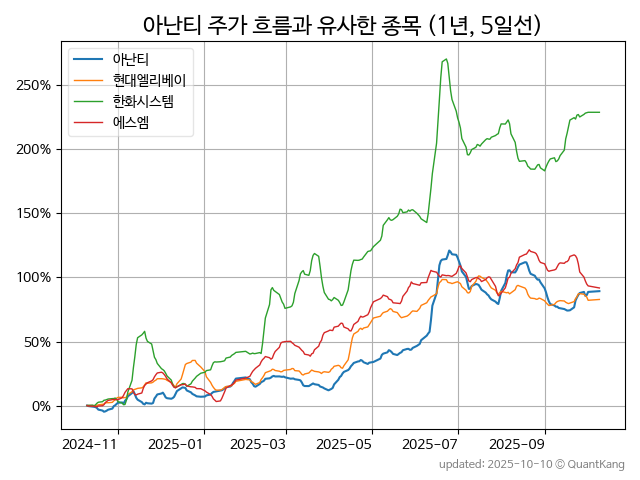 아난티 주가 흐름과 유사한 종목 (1년, 5일선)
아난티
현대엘리베이
한화시스템
에스엠
250%
200%
150%
100%
50%
0%
2024-11
2025-01
2025-03
2025-05
2025-07
2025-09
updated: 2025-10-10 © QuantKang